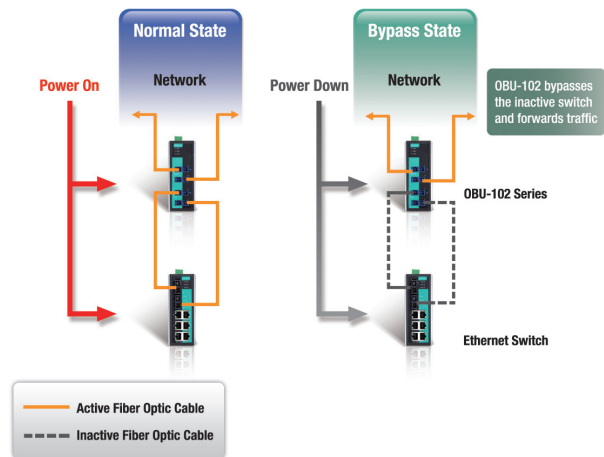 Normal State
Bypass State
Power On
Network
Power Down
Network
OBU-102 bypasses
the inactive switch
and forwards traffic
OBU-102 Series
Ethernet Switch
Active Fiber Optic Cable
Inactive Fiber Optic Cable